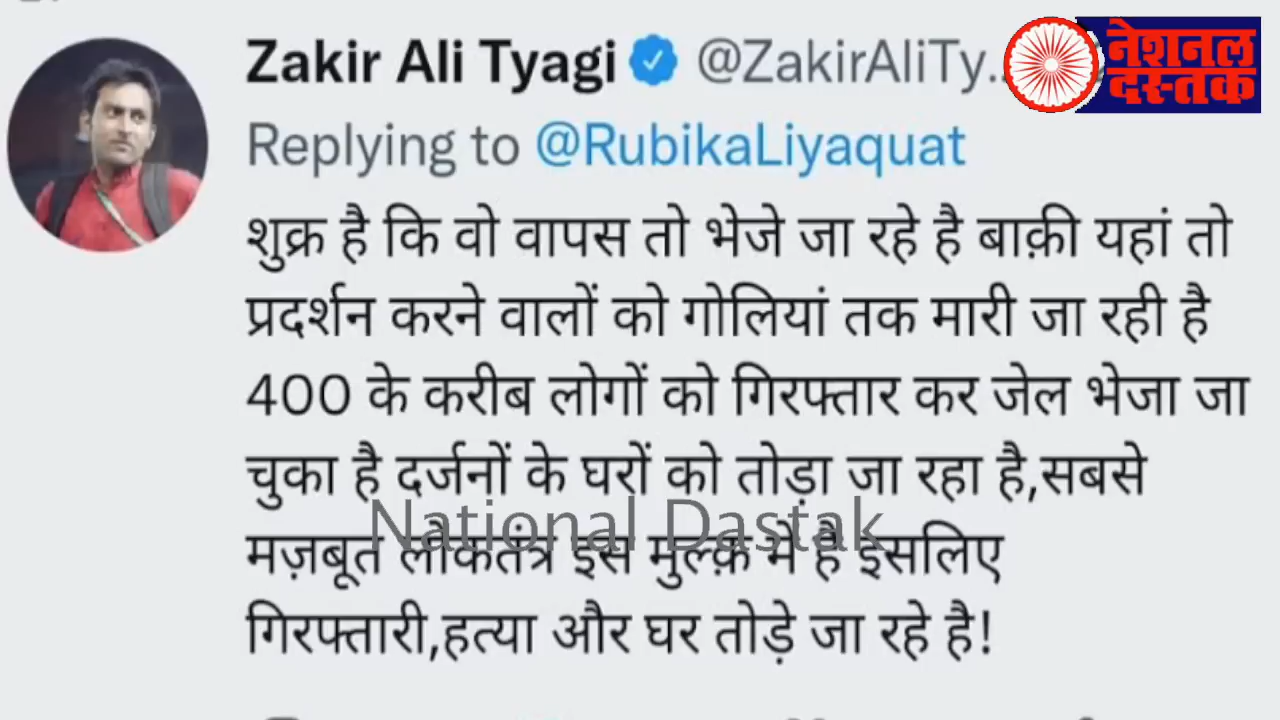 Zakir Ali Tyagi @ZakirAliTy...
नेशनल
दस्तक
Replying to @RubikaLiyaquat
शुक्र है कि वो वापस तो भेजे जा रहे है बाक़ी यहां तो
प्रदर्शन करने वालों को गोलियां तक मारी जा रही है
400 के करीब लोगों को गिरफ्तार कर जेल भेजा जा
चुका है दर्जनों के घरों को तोड़ा जा रहा है,सबसे
National Dastak
मज़बूत लोकतंत्र इस मुल्क़ में है इसलिए
गिरफ्तारी,हत्या और घर तोड़े जा रहे है!